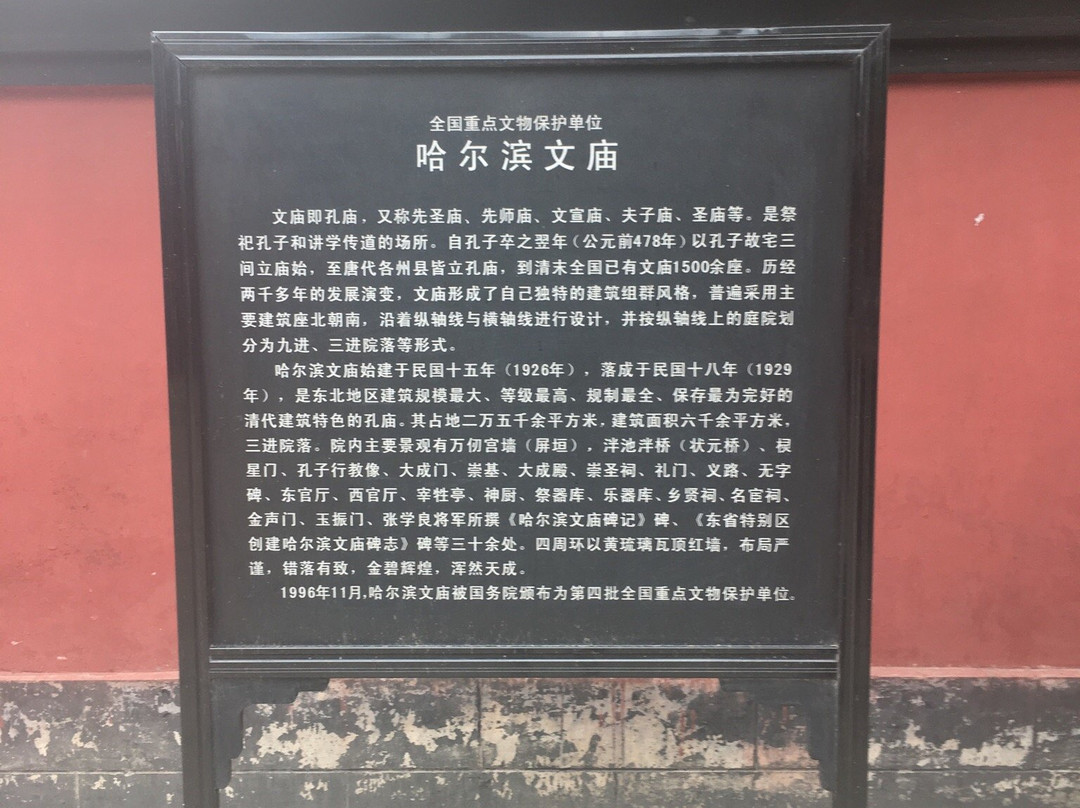 全国重点文物保护单位
哈尔滨文庙
文庙即孔庙，又称先圣庙、先师庙、文宣庙、夫子庙、圣庙等。是祭
祀孔子和讲学传道的场所。自孔子卒之翌年（公元前478年）以孔子故宅三
间立庙始，至唐代各州县皆立孔庙，到清末全国已有文庙1500余座。历经
两千多年的发展演变，文庙形成了自己独特的建筑组群风格，普遍采用主
要建筑座北朝南，沿着纵轴线与横轴线进行设计，并按纵轴线上的庭院划
分为九进、三进院落等形式。
哈尔滨文庙始建于民国十五年（1926年），落成于民国十八年（1929
年），是东北地区建筑规模最大、等级最高、规制最全、保存最为完好的
清代建筑特色的孔庙。其占地二万五千余平方米，建筑面积六千余平方米，
三进院落。院内主要景观有万仞宫墙（屏垣），泮池泮桥（状元桥）、棂
星门、孔子行教像、大成门、崇基、大成殿、崇圣祠、礼门、义路、无字
碑、东官厅、西官厅、宰牲亭、神厨、祭器库、乐器库、乡贤祠、名宦祠、
金声门、玉振门、张学良将军所撰《哈尔滨文庙碑记》碑、《东省特别区
创建哈尔滨文庙碑志》碑等三十余处。四周环以黄琉璃瓦顶红墙，布局严
谨，错落有致，金碧辉煌，浑然天成。
1996年11月，哈尔滨文庙被国务院颁布为第四批全国重点文物保护单位。